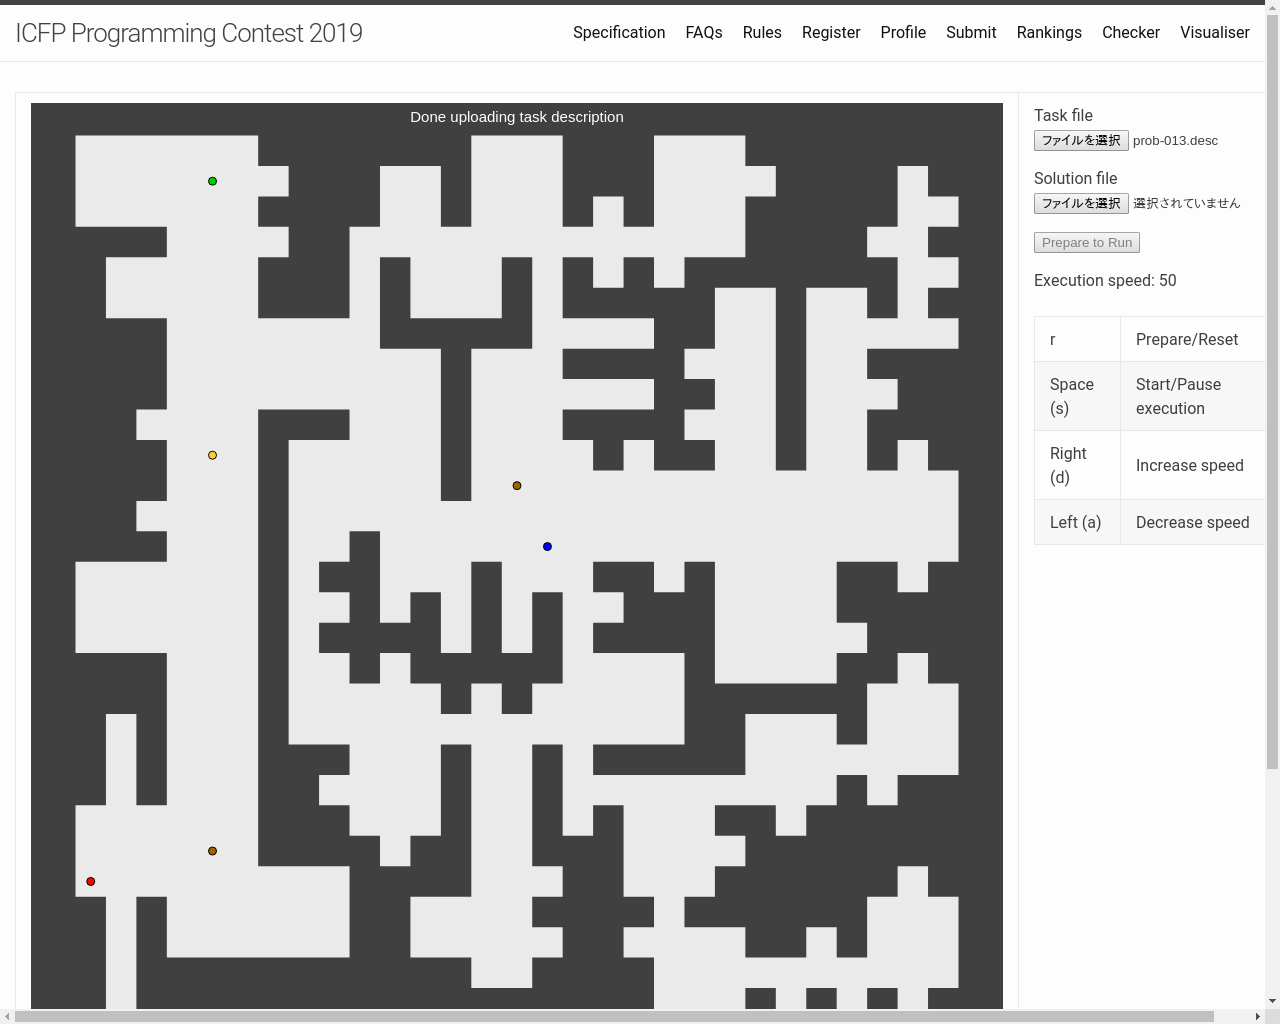 ICFP Programming Contest 2019
Specification FAQs Rules Register Profile Submit Rankings Checker Visualiser
Done uploading task description
Task file
ファイルを選択 prob-013.desc
Solution file
ファイルを選択 選択されていません
Prepare to Run
Execution speed: 50
r Prepare/Reset
Space (s) Start/Pause execution
Right (d) Increase speed
Left (a) Decrease speed